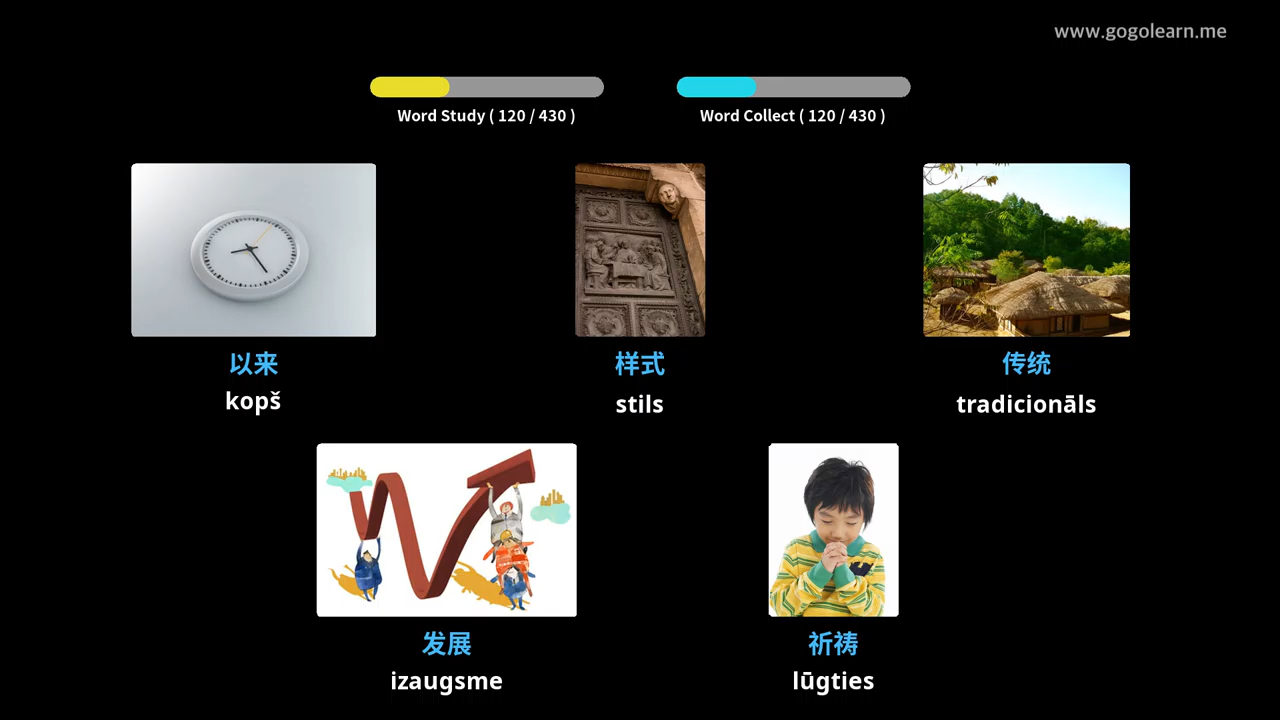 www.gogolearn.me
Word Study ( 120 / 430 )
Word Collect ( 120 / 430 )
以来
kopš
样式
stils
传统
tradicionāls
发展
izaugsme
祈祷
lūgties